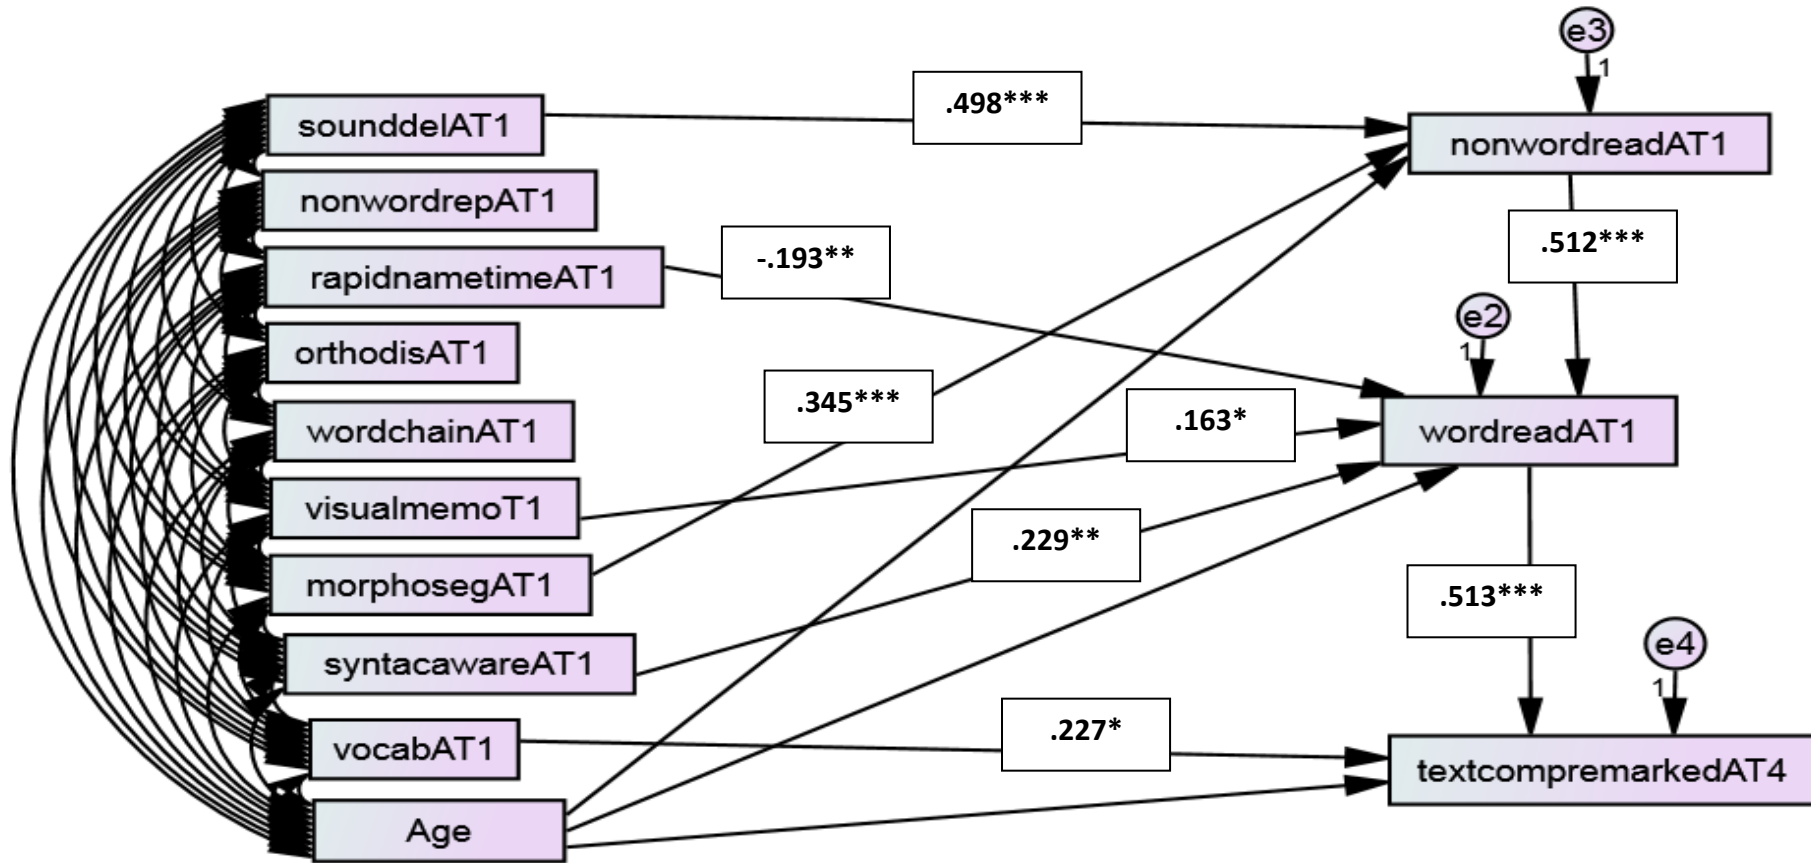 e3
1
sounddelAT1
.498***
nonwordreadAT1
nonwordrepAT1
-.193**
.512***
rapidnametimeAT1
e2
1
orthodisAT1
.345***
.163*
wordchainAT1
wordreadAT1
visualmemoT1
.229**
morphosegAT1
.513***
syntacawareAT1
e4
1
vocabAT1
.227*
textcompremarkedAT4
Age